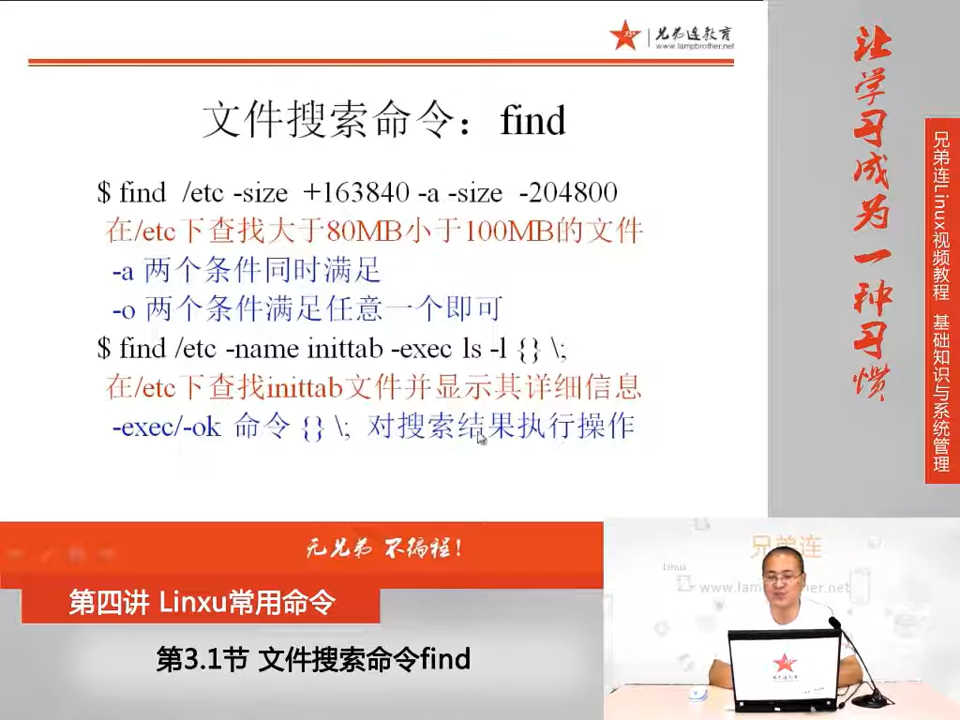 兄弟连教育
www.lampbrother.net
文件搜索命令：find
$ find /etc -size +163840 -a -size -204800
在/etc下查找大于80MB小于100MB的文件
-a 两个条件同时满足
-o 两个条件满足任意一个即可
$ find /etc -name inittab -exec ls -l {} \;
在/etc下查找inittab文件并显示其详细信息
-exec/-ok 命令 {} \; 对搜索结果执行操作
让学习成为一种习惯
兄弟连Linux视频教程 基础知识与系统管理
无兄弟 不编程！
第四讲 Linxu常用命令
第3.1节 文件搜索命令find
兄弟连
Linux
www.lam
other.net